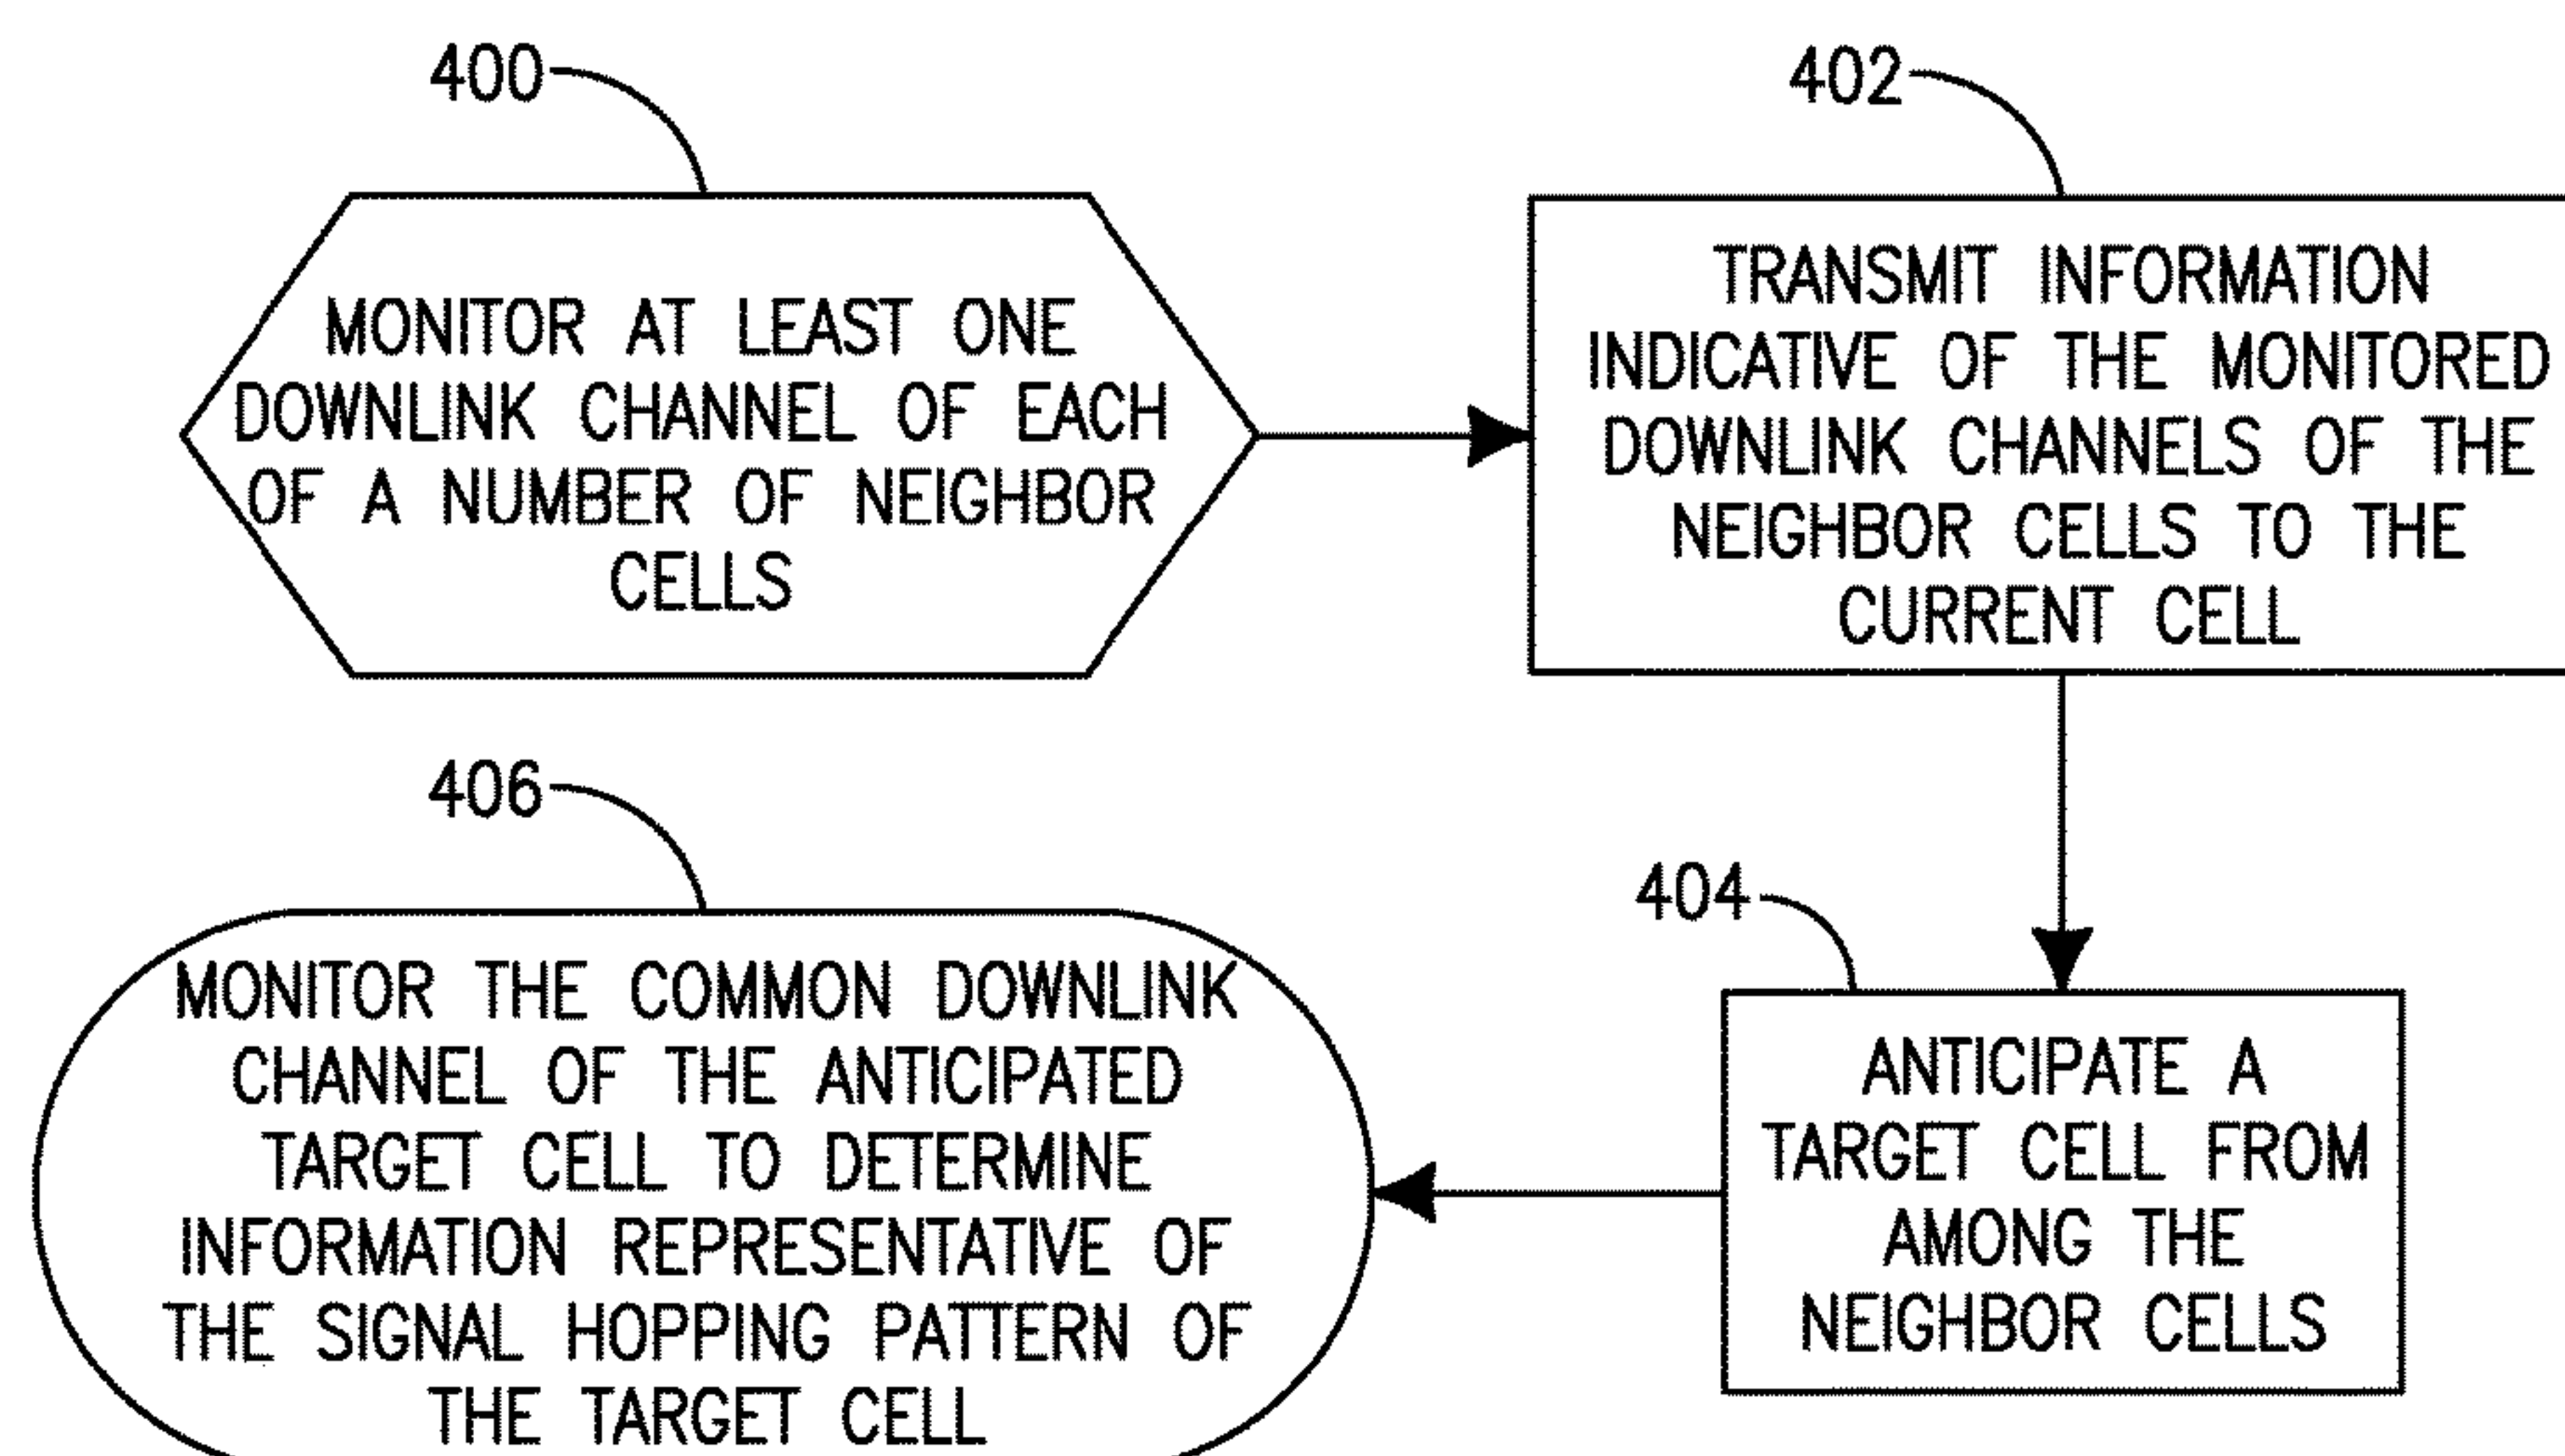 400
MONITOR AT LEAST ONE
DOWNLINK CHANNEL OF EACH
OF A NUMBER OF NEIGHBOR
CELLS
402
TRANSMIT INFORMATION
INDICATIVE OF THE MONITORED
DOWNLINK CHANNELS OF THE
NEIGHBOR CELLS TO THE
CURRENT CELL
404
ANTICIPATE A
TARGET CELL FROM
AMONG THE
NEIGHBOR CELLS
406
MONITOR THE COMMON DOWNLINK
CHANNEL OF THE ANTICIPATED
TARGET CELL TO DETERMINE
INFORMATION REPRESENTATIVE OF
THE SIGNAL HOPPING PATTERN OF
THE TARGET CELL